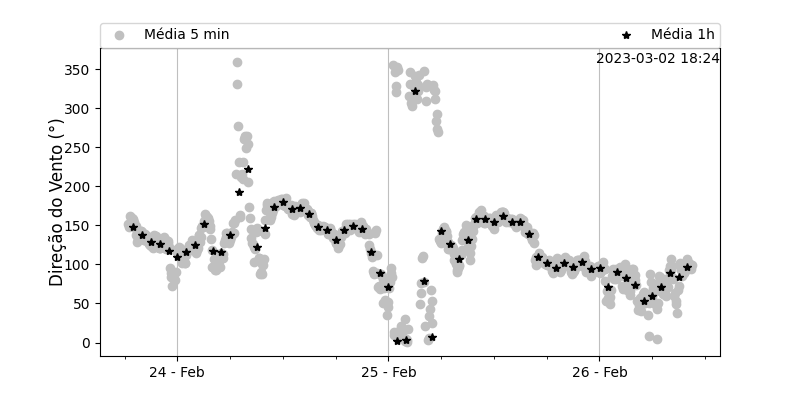 Média 5 min
Média 1h
2023-03-02 18:24
Direção do Vento (°)
350
300
250
200
150
100
50
0
24 - Feb
25 - Feb
26 - Feb